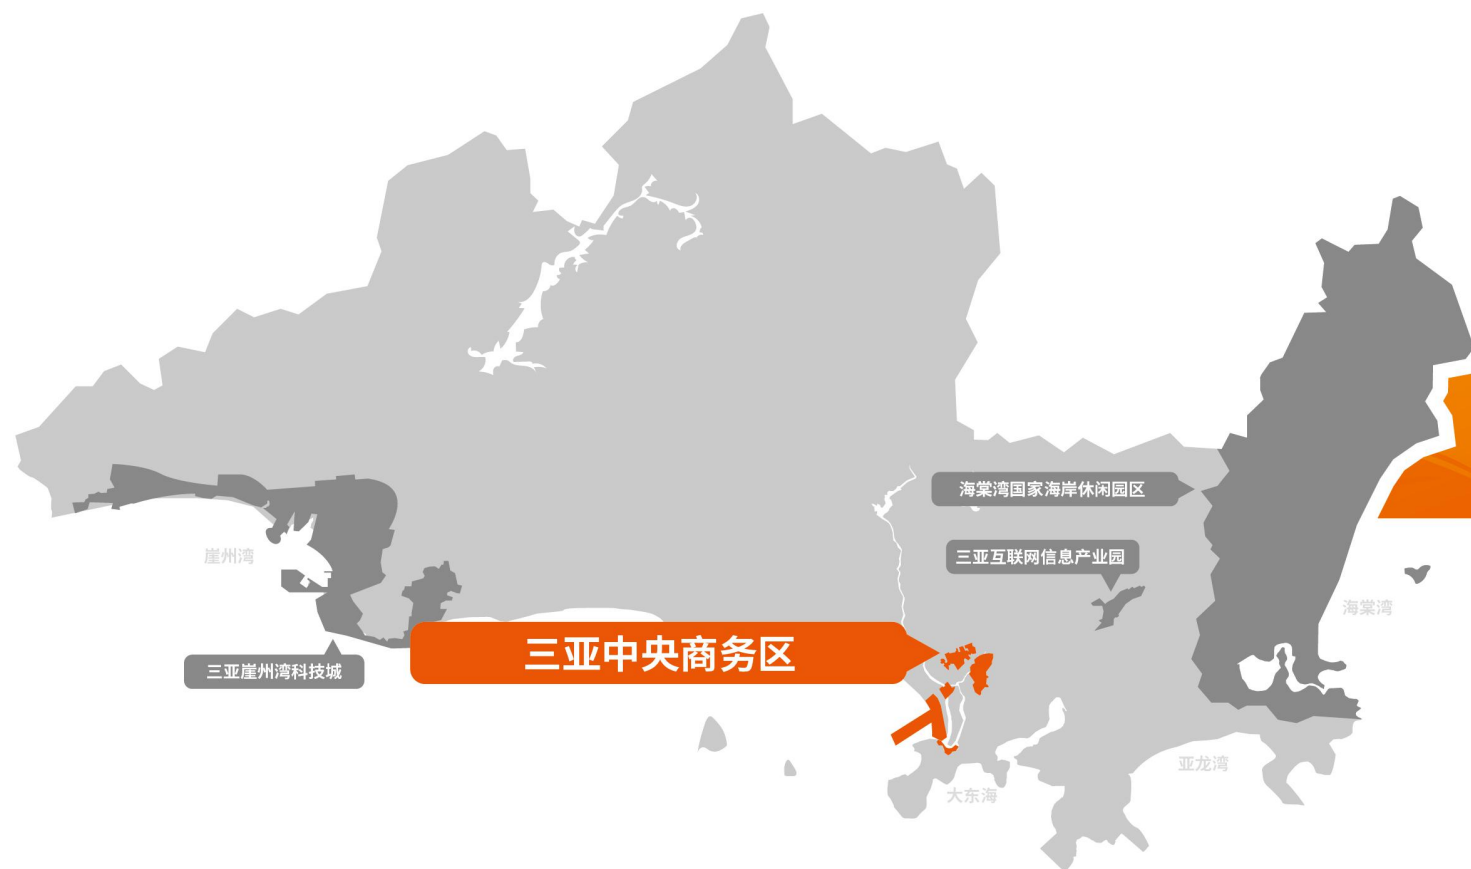 海棠湾国家海岸休闲园区
三亚互联网信息产业园
崖州湾
海棠湾
三亚中央商务区
三亚崖州湾科技城
亚龙湾
大东海